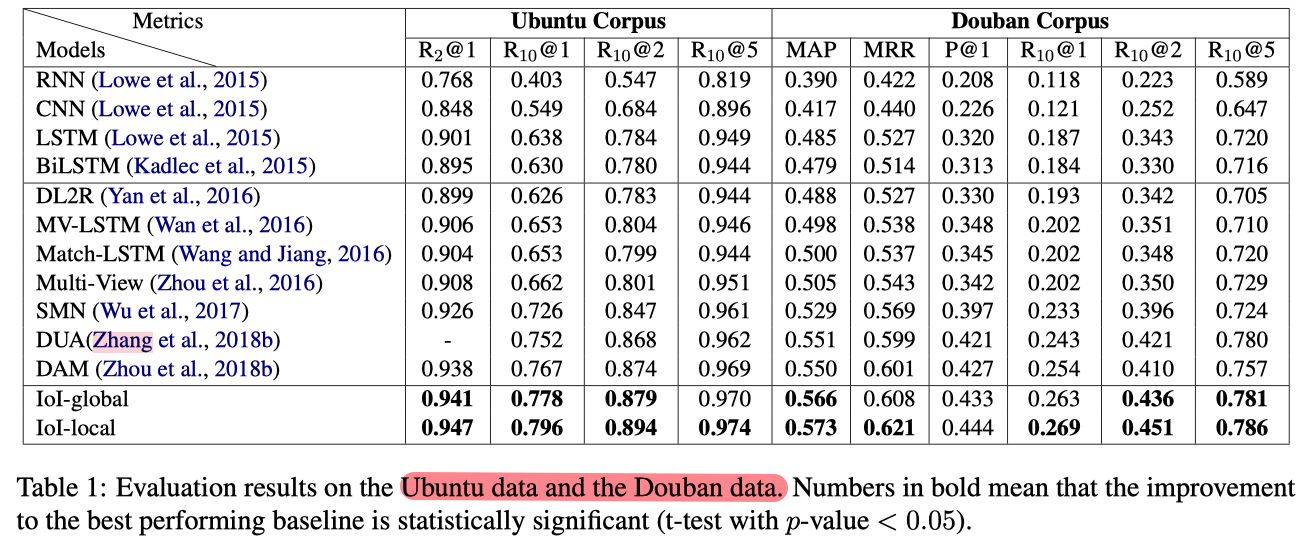 Metrics Ubuntu Corpus Douban Corpus
Models R2@1 R10@1 R10@2 R10@5 MAP MRR P@1 R10@1 R10@2 R10@5
RNN (Lowe et al., 2015) 0.768 0.403 0.547 0.819 0.390 0.422 0.208 0.118 0.223 0.589
CNN (Lowe et al., 2015) 0.848 0.549 0.684 0.896 0.417 0.440 0.226 0.121 0.252 0.647
LSTM (Lowe et al., 2015) 0.901 0.638 0.784 0.949 0.485 0.527 0.320 0.187 0.343 0.720
BiLSTM (Kadlec et al., 2015) 0.895 0.630 0.780 0.944 0.479 0.514 0.313 0.184 0.330 0.716
DL2R (Yan et al., 2016) 0.899 0.626 0.783 0.944 0.488 0.527 0.330 0.193 0.342 0.705
MV-LSTM (Wan et al., 2016) 0.906 0.653 0.804 0.946 0.498 0.538 0.348 0.202 0.351 0.710
Match-LSTM (Wang and Jiang, 2016) 0.904 0.653 0.799 0.944 0.500 0.537 0.345 0.202 0.348 0.720
Multi-View (Zhou et al., 2016) 0.908 0.662 0.801 0.951 0.505 0.543 0.342 0.202 0.350 0.729
SMN (Wu et al., 2017) 0.926 0.726 0.847 0.961 0.529 0.569 0.397 0.233 0.396 0.724
DUA(Zhang et al., 2018b) - 0.752 0.868 0.962 0.551 0.599 0.421 0.243 0.421 0.780
DAM (Zhou et al., 2018b) 0.938 0.767 0.874 0.969 0.550 0.601 0.427 0.254 0.410 0.757
IoI-global 0.941 0.778 0.879 0.970 0.566 0.608 0.433 0.263 0.436 0.781
IoI-local 0.947 0.796 0.894 0.974 0.573 0.621 0.444 0.269 0.451 0.786
Table 1: Evaluation results on the Ubuntu data and the Douban data. Numbers in bold mean that the improvement
to the best performing baseline is statistically significant (t-test with p-value < 0.05).